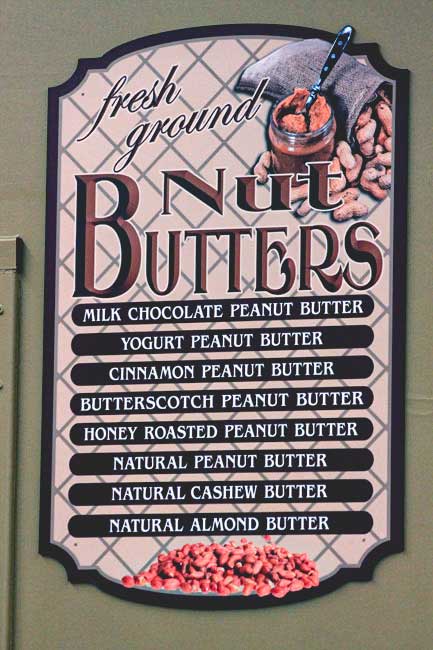 fresh
ground
Nut
BUTTERS
MILK CHOCOLATE PEANUT BUTTER
YOGURT PEANUT BUTTER
CINNAMON PEANUT BUTTER
BUTTERSCOTCH PEANUT BUTTER
HONEY ROASTED PEANUT BUTTER
NATURAL PEANUT BUTTER
NATURAL CASHEW BUTTER
NATURAL ALMOND BUTTER